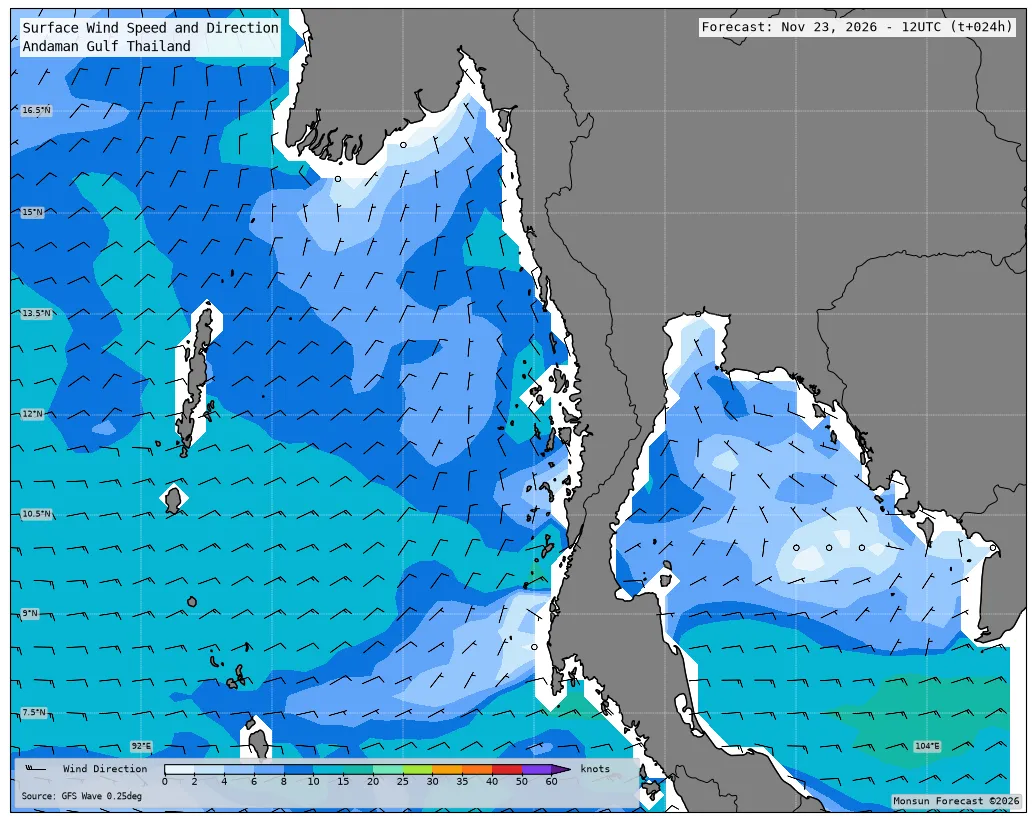 Surface Wind Speed and Direction
Andaman Gulf Thailand
Forecast: Nov 23, 2026 - 12UTC (t+024h)
16.5°N
15°N
13.5°N
12°N
10.5°N
9°N
7.5°N
92°E
104°E
Wind Direction
0 2 4 6 8 10 15 20 25 30 35 40 50 60
knots
Source: GFS Wave 0.25deg
Monsun Forecast ©2026